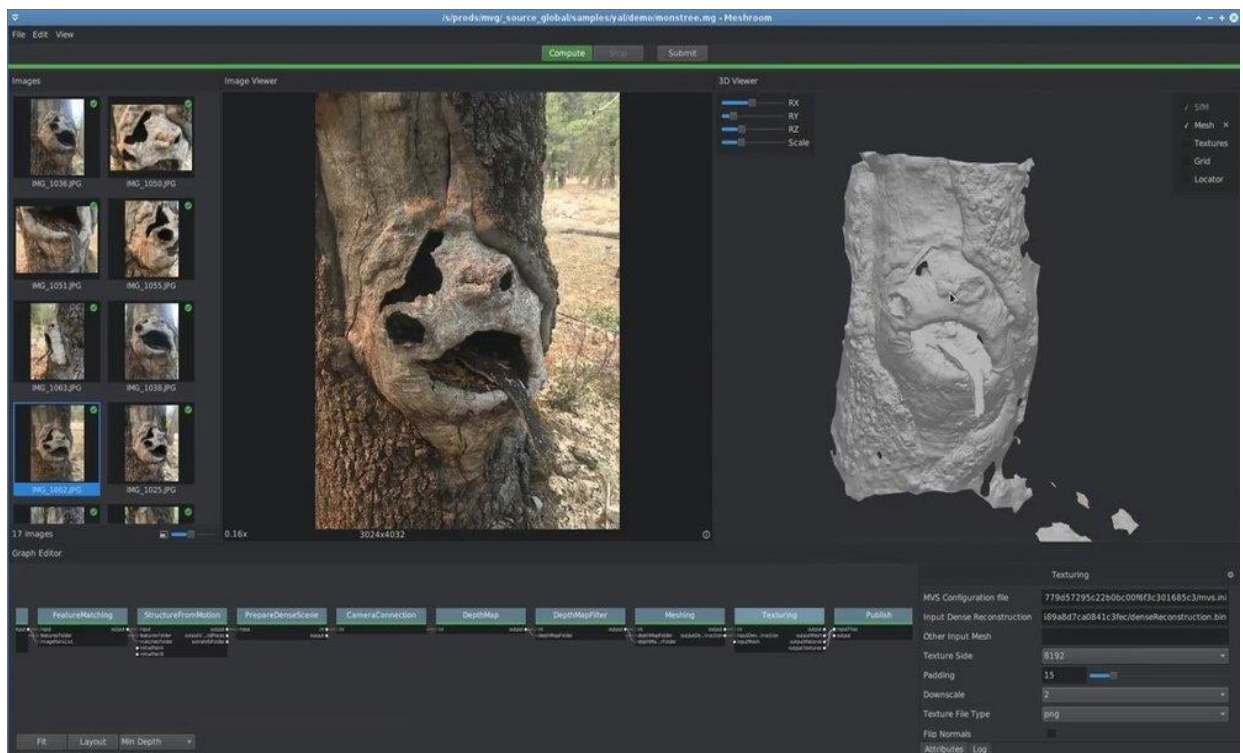 /s/prods/mvg/_source_global/samples/yal/demo/monstree.mg - Meshroom
File Edit View
Compute Stop Submit
Images
IMG_1036.JPG IMG_1050.JPG
IMG_1051.JPG IMG_1055.JPG
IMG_1063.JPG IMG_1038.JPG
IMG_1062.JPG IMG_1025.JPG
17 images
Image Viewer
0.16x 3024x4032
3D Viewer
RX
RY
RZ
Scale
SfM
Mesh
Textures
Grid
Locator
Graph Editor
FeatureMatching StructureFromMotion PrepareDenseScene CameraConnection DepthMap DepthMapFilter Meshing Texturing Publish
Fit Layout Min Depth
Texturing
MVS Configuration file 779d57295c22b0bc00f6f3c301685c3/mvs.ini
Input Dense Reconstruction 89a8d7ca0841c3fec/denseReconstruction.bin
Other Input Mesh
Texture Side 8192
Padding 15
Downscale 2
Texture File Type png
Flip Normals
Attributes Log